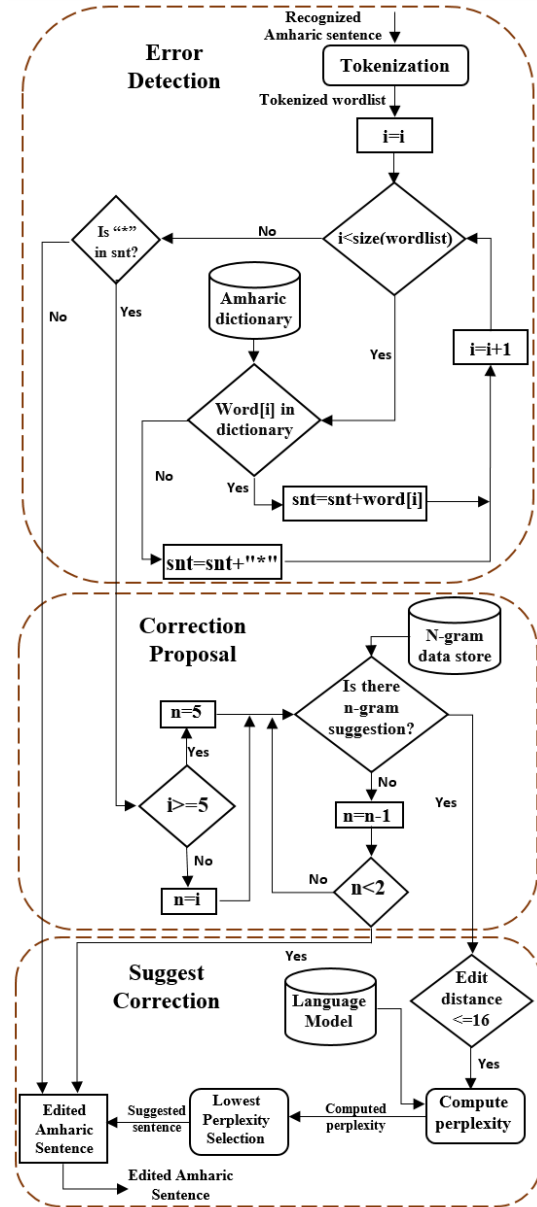 Recognized
Amharic sentence
Error
Detection
Tokenization
Tokenized wordlist
i=i
i<size(wordlist)
No
Is “*”
in snt?
No
Yes
Amharic
dictionary
Yes
i=i+1
Word[i] in
dictionary
No
Yes
snt=snt+word[i]
snt=snt+"*"
Correction
Proposal
N-gram
data store
Is there
n-gram
suggestion?
n=5
Yes
i>=5
No
n=i
No
n=n-1
Yes
No
n<2
Yes
Suggest
Correction
Language
Model
Edit
distance
<=16
Yes
Edited
Amharic
Sentence
Suggested
sentence
Lowest
Perplexity
Selection
Computed
perplexity
Compute
perplexity
Edited Amharic
Sentence